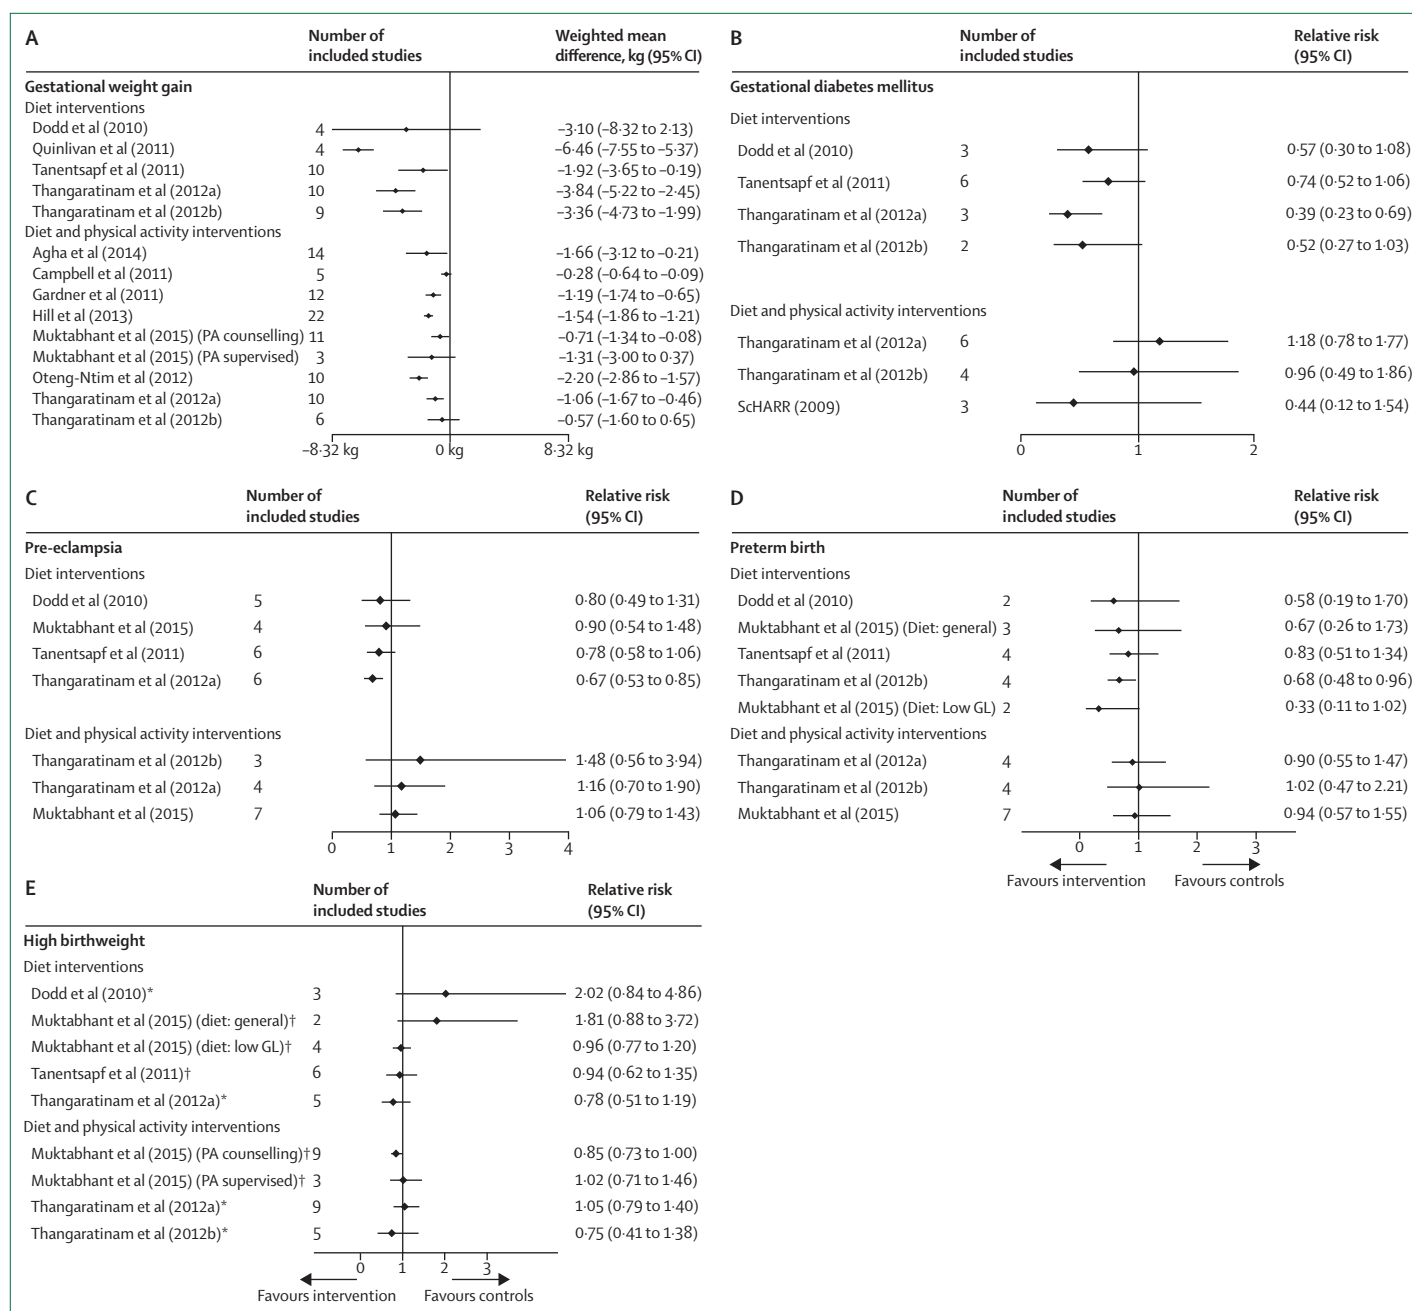 A
Number of included studies
Weighted mean difference, kg (95% CI)
Gestational weight gain
Diet interventions
Dodd et al (2010) 4 –3·10 (–8·32 to 2·13)
Quinlivan et al (2011) 4 –6·46 (–7·55 to –5·37)
Tanentsapf et al (2011) 10 –1·92 (–3·65 to –0·19)
Thangaratinam et al (2012a) 10 –3·84 (–5·22 to –2·45)
Thangaratinam et al (2012b) 9 –3·36 (–4·73 to –1·99)
Diet and physical activity interventions
Agha et al (2014) 14 –1·66 (–3·12 to –0·21)
Campbell et al (2011) 5 –0·28 (–0·64 to –0·09)
Gardner et al (2011) 12 –1·19 (–1·74 to –0·65)
Hill et al (2013) 22 –1·54 (–1·86 to –1·21)
Muktabhant et al (2015) (PA counselling) 11 –0·71 (–1·34 to –0·08)
Muktabhant et al (2015) (PA supervised) 3 –1·31 (–3·00 to 0·37)
Oteng-Ntim et al (2012) 10 –2·20 (–2·86 to –1·57)
Thangaratinam et al (2012a) 10 –1·06 (–1·67 to –0·46)
Thangaratinam et al (2012b) 6 –0·57 (–1·60 to 0·65)
–8·32 kg 0 kg 8·32 kg
B
Number of included studies
Relative risk (95% CI)
Gestational diabetes mellitus
Diet interventions
Dodd et al (2010) 3 0·57 (0·30 to 1·08)
Tanentsapf et al (2011) 6 0·74 (0·52 to 1·06)
Thangaratinam et al (2012a) 3 0·39 (0·23 to 0·69)
Thangaratinam et al (2012b) 2 0·52 (0·27 to 1·03)
Diet and physical activity interventions
Thangaratinam et al (2012a) 6 1·18 (0·78 to 1·77)
Thangaratinam et al (2012b) 4 0·96 (0·49 to 1·86)
ScHARR (2009) 3 0·44 (0·12 to 1·54)
0 1 2
C
Number of included studies
Relative risk (95% CI)
Pre-eclampsia
Diet interventions
Dodd et al (2010) 5 0·80 (0·49 to 1·31)
Muktabhant et al (2015) 4 0·90 (0·54 to 1·48)
Tanentsapf et al (2011) 6 0·78 (0·58 to 1·06)
Thangaratinam et al (2012a) 6 0·67 (0·53 to 0·85)
Diet and physical activity interventions
Thangaratinam et al (2012b) 3 1·48 (0·56 to 3·94)
Thangaratinam et al (2012a) 4 1·16 (0·70 to 1·90)
Muktabhant et al (2015) 7 1·06 (0·79 to 1·43)
0 1 2 3 4
D
Number of included studies
Relative risk (95% CI)
Preterm birth
Diet interventions
Dodd et al (2010) 2 0·58 (0·19 to 1·70)
Muktabhant et al (2015) (Diet: general) 3 0·67 (0·26 to 1·73)
Tanentsapf et al (2011) 4 0·83 (0·51 to 1·34)
Thangaratinam et al (2012b) 4 0·68 (0·48 to 0·96)
Muktabhant et al (2015) (Diet: Low GL) 2 0·33 (0·11 to 1·02)
Diet and physical activity interventions
Thangaratinam et al (2012a) 4 0·90 (0·55 to 1·47)
Thangaratinam et al (2012b) 4 1·02 (0·47 to 2·21)
Muktabhant et al (2015) 7 0·94 (0·57 to 1·55)
0 1 2 3
Favours intervention Favours controls
E
Number of included studies
Relative risk (95% CI)
High birthweight
Diet interventions
Dodd et al (2010)* 3 2·02 (0·84 to 4·86)
Muktabhant et al (2015) (diet: general)† 2 1·81 (0·88 to 3·72)
Muktabhant et al (2015) (diet: low GL)† 4 0·96 (0·77 to 1·20)
Tanentsapf et al (2011)† 6 0·94 (0·62 to 1·35)
Thangaratinam et al (2012a)* 5 0·78 (0·51 to 1·19)
Diet and physical activity interventions
Muktabhant et al (2015) (PA counselling)† 9 0·85 (0·73 to 1·00)
Muktabhant et al (2015) (PA supervised)† 3 1·02 (0·71 to 1·46)
Thangaratinam et al (2012a)* 9 1·05 (0·79 to 1·40)
Thangaratinam et al (2012b)* 5 0·75 (0·41 to 1·38)
0 1 2 3
Favours intervention Favours controls